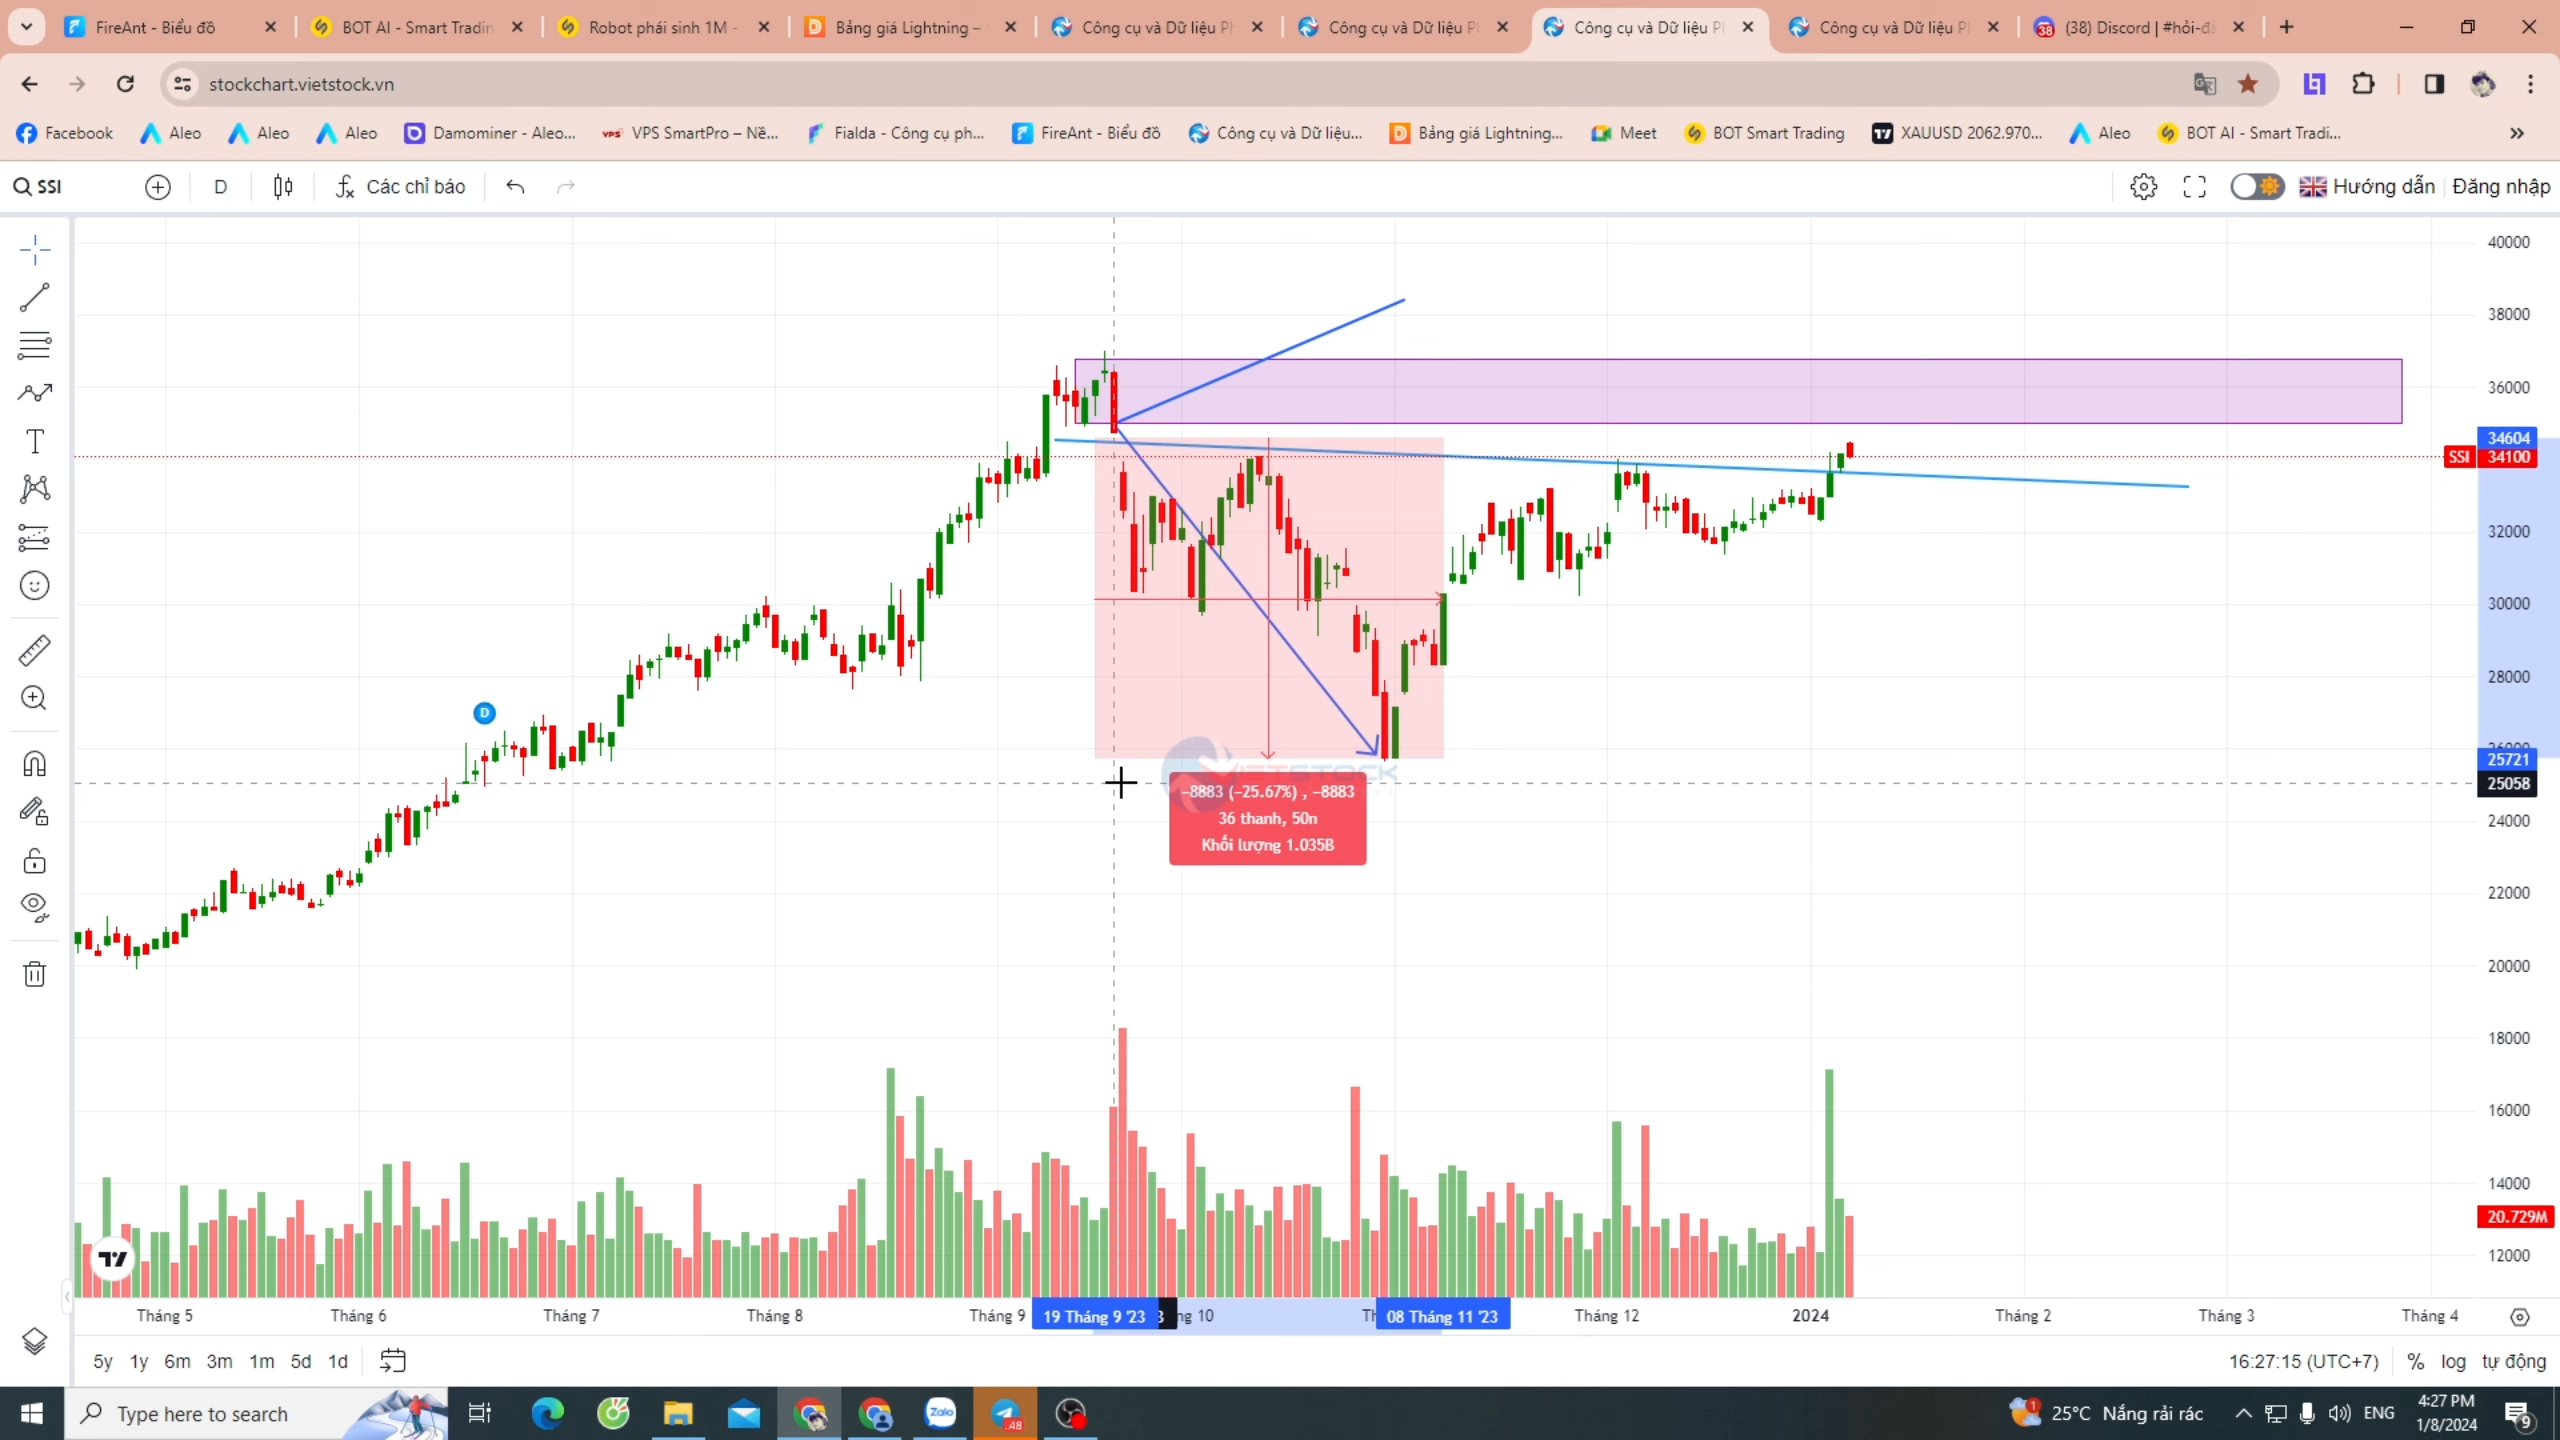 FireAnt - Biểu đồ
BOT AI - Smart Tradin
Robot phái sinh 1M -
Bảng giá Lightning –
Công cụ và Dữ liệu Ph
Công cụ và Dữ liệu P
Công cụ và Dữ liệu P
Công cụ và Dữ liệu P
(38) Discord | #hỏi-đ
stockchart.vietstock.vn
Facebook
Aleo
Aleo
Aleo
Damominer - Aleo...
VPS SmartPro – Nề...
Fialda - Công cụ ph...
FireAnt - Biểu đồ
Công cụ và Dữ liệu...
Bảng giá Lightning...
Meet
BOT Smart Trading
XAUUSD 2062.970...
Aleo
BOT AI - Smart Tradi...
SSI
D
Các chỉ báo
Hướng dẫn
Đăng nhập
40000
38000
36000
34604
SSI 34100
32000
30000
28000
26000
25721
25058
24000
22000
20000
18000
16000
14000
20.729M
12000
D
VIETSTOCK
−8883 (−25.67%) , −8883
36 thanh, 50n
Khối lượng 1.035B
Tháng 5
Tháng 6
Tháng 7
Tháng 8
Tháng 9
19 Tháng 9 '23
ng 10
08 Tháng 11 '23
Tháng 12
2024
Tháng 2
Tháng 3
Tháng 4
5y 1y 6m 3m 1m 5d 1d
16:27:15 (UTC+7)
% log tự động
Type here to search
Zalo
48
25°C Nắng rải rác
ENG
4:27 PM
1/8/2024
9